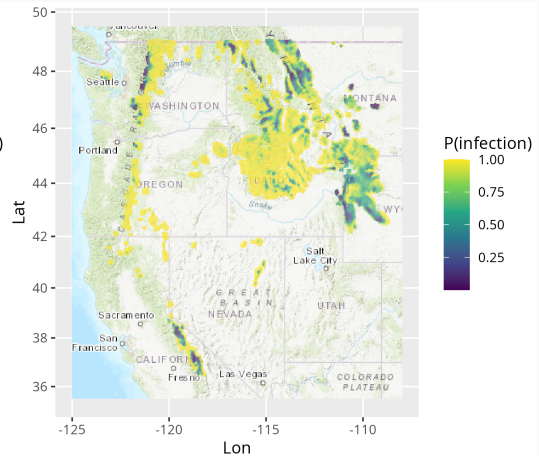 50
48
46
44
42
40
38
36
Lat
-125
-120
-115
-110
Lon
Vancouver
Seattle
WASHINGTON
MONTANA
Portland
OREGON
Snake
Salt
Lake City
GREAT
BASIN
NEVADA
UTAH
Sacramento
San
Francisco
Fresno
Las Vegas
COLORADO
PLATEAU
P(infection)
1.00
0.75
0.50
0.25